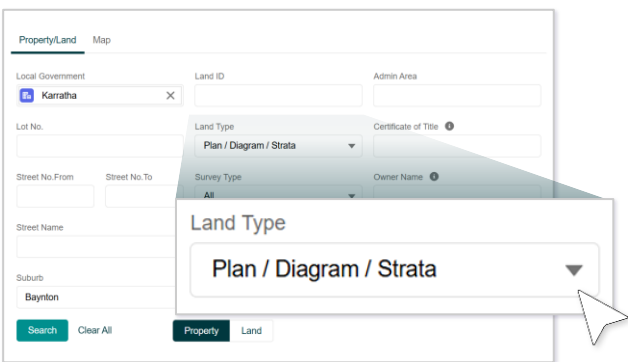 Property/Land Map
Local Government Land ID Admin Area
Karratha
Lot No. Land Type Certificate of Title
Plan / Diagram / Strata
Street No.From Street No.To Survey Type Owner Name
All
Street Name
Land Type
Plan / Diagram / Strata
Suburb
Baynton
Search Clear All Property Land